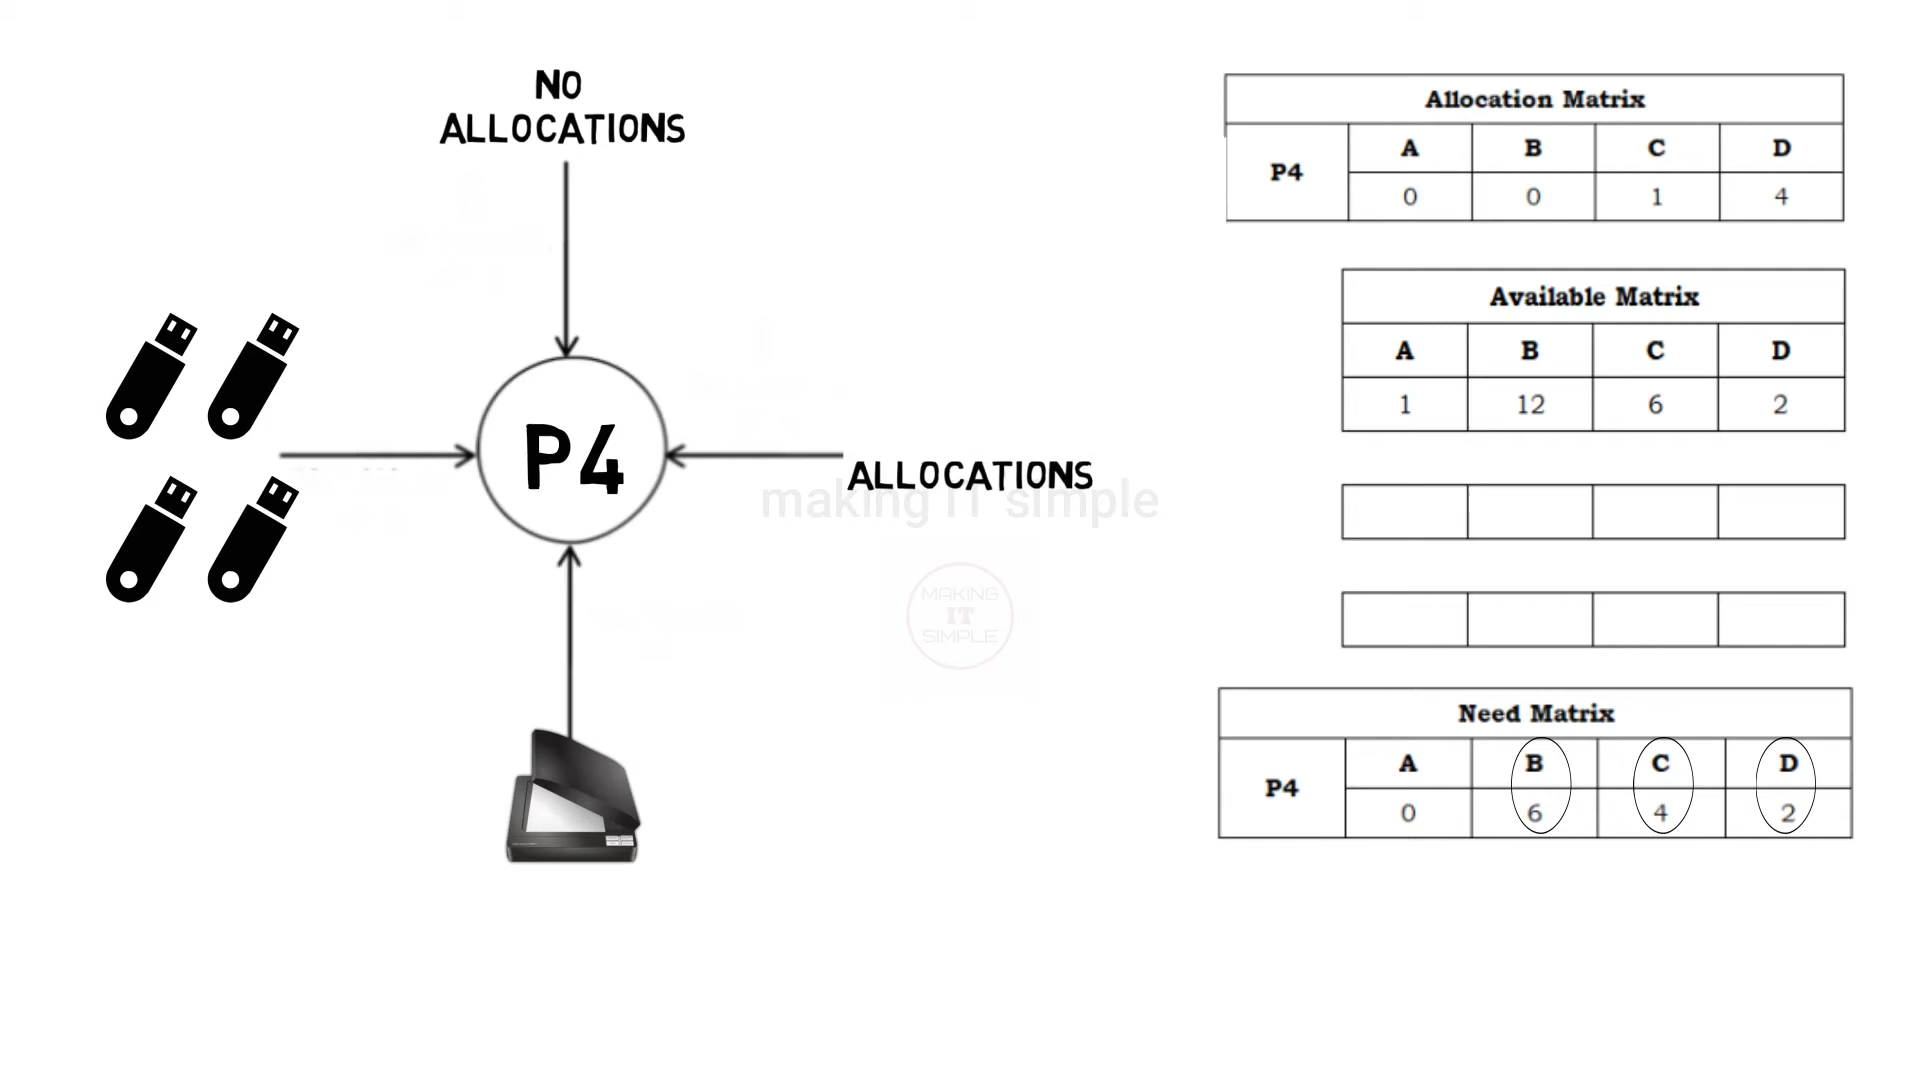 NO
ALLOCATIONS
P4
ALLOCATIONS
making IT simple
MAKING
IT
SIMPLE
Allocation Matrix
P4
A B C D
0 0 1 4
Available Matrix
A B C D
1 12 6 2
Need Matrix
P4
A B C D
0 6 4 2